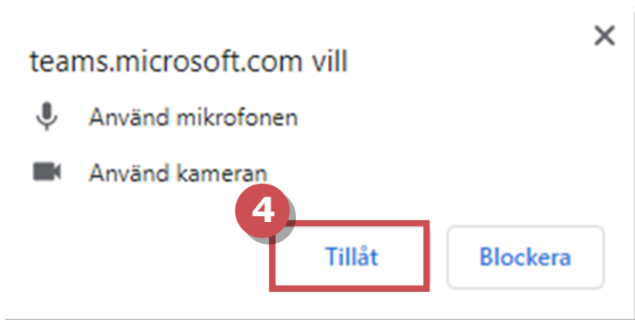 teams.microsoft.com vill
Använd mikrofonen
Använd kameran
4
Tillåt
Blockera